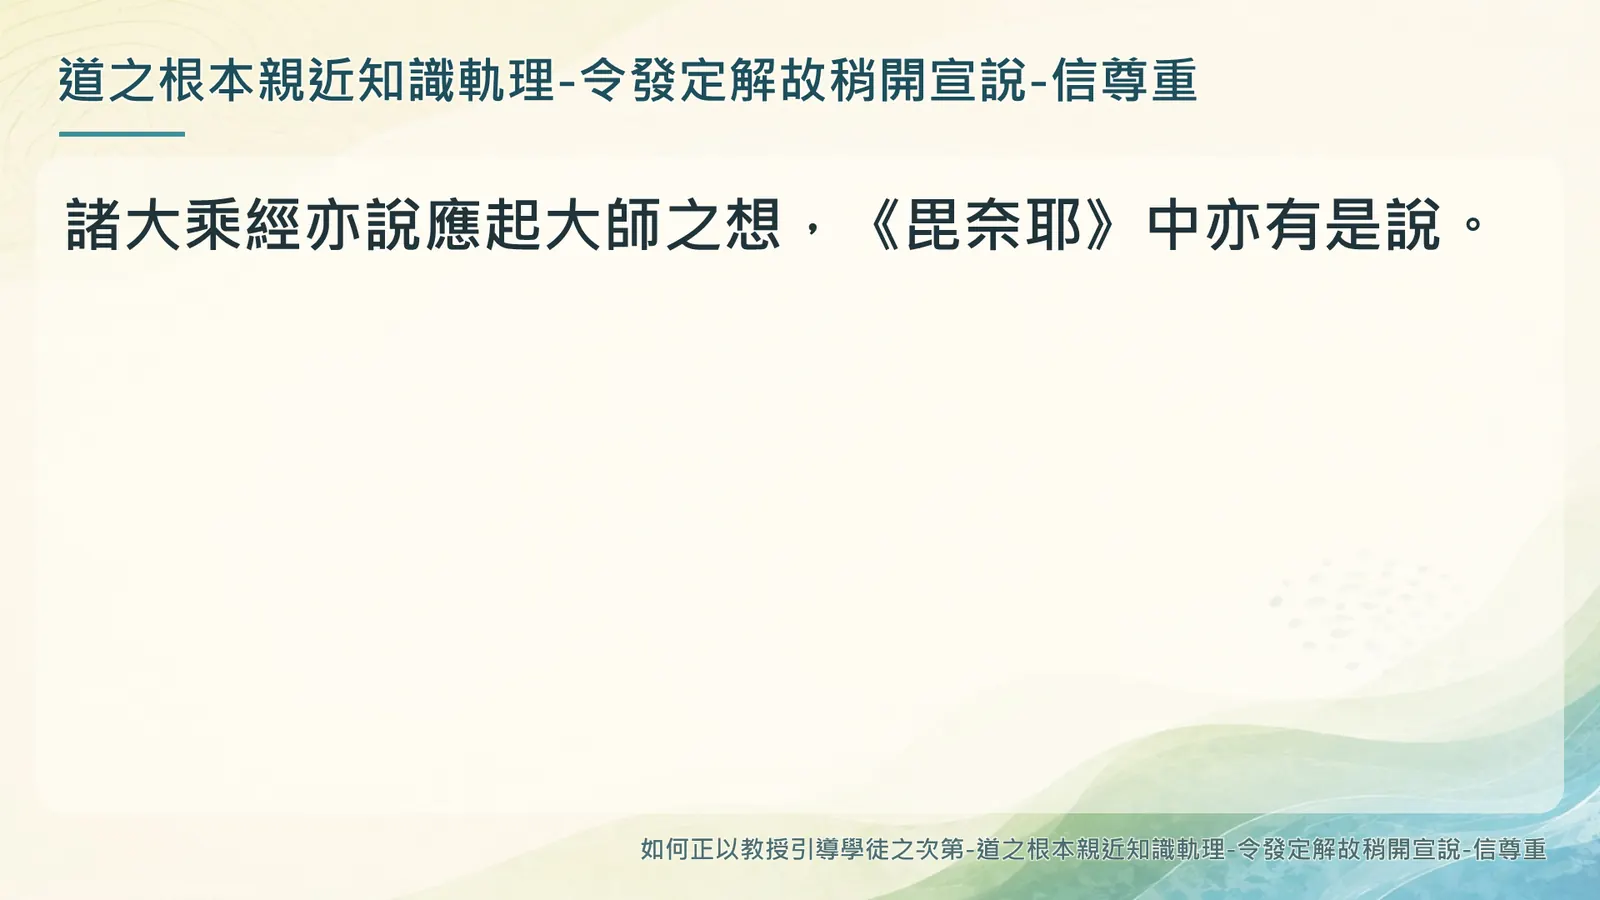 道之根本親近知識軌理-令發定解故稍開宣說-信尊重
諸大乘經亦說應起大師之想，《毘奈耶》中亦有是說。
如何正以教授引導學徒之次第-道之根本親近知識軌理-令發定解故稍開宣說-信尊重